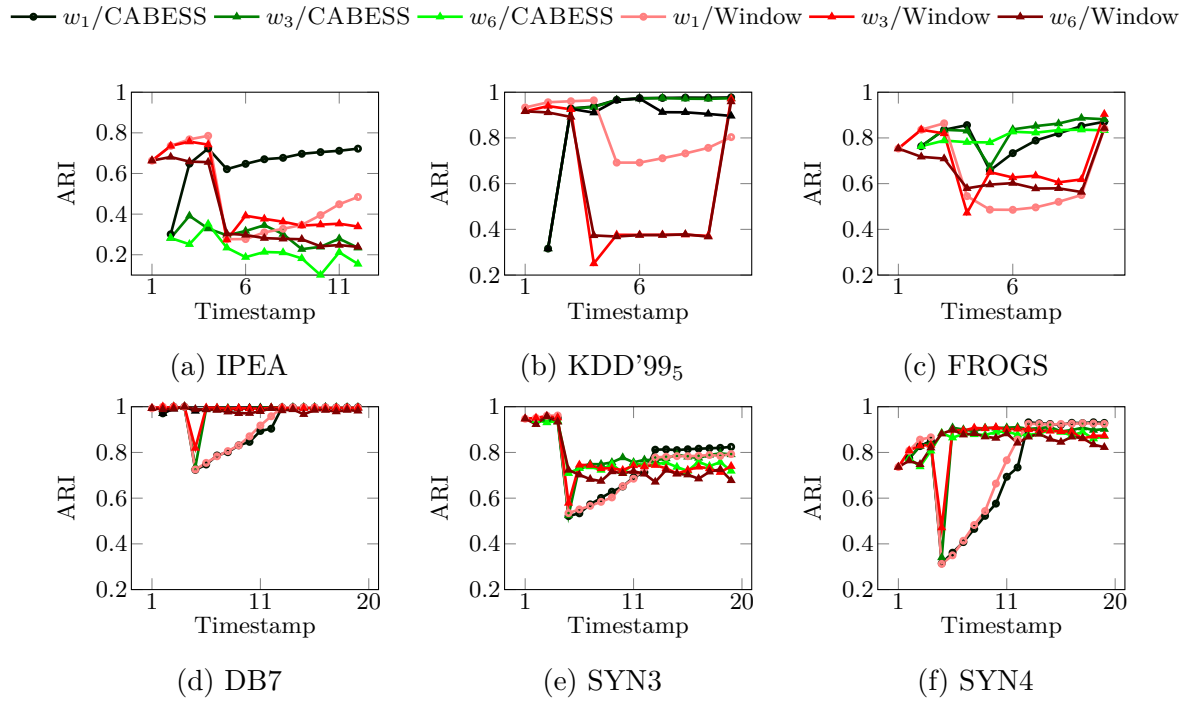 w₁/CABESS w₃/CABESS w₆/CABESS w₁/Window w₃/Window w₆/Window
1 1 1
0.8 0.8 0.8
ARI ARI ARI
0.6 0.6 0.6
0.4 0.4 0.4
0.2 0.2 0.2
1 6 11 1 6 1 6
Timestamp Timestamp Timestamp
(a) IPEA (b) KDD'99₅ (c) FROGS
1 1 1
0.8 0.8 0.8
ARI ARI ARI
0.6 0.6 0.6
0.4 0.4 0.4
0.2 0.2 0.2
1 11 20 1 11 20 1 11 20
Timestamp Timestamp Timestamp
(d) DB7 (e) SYN3 (f) SYN4